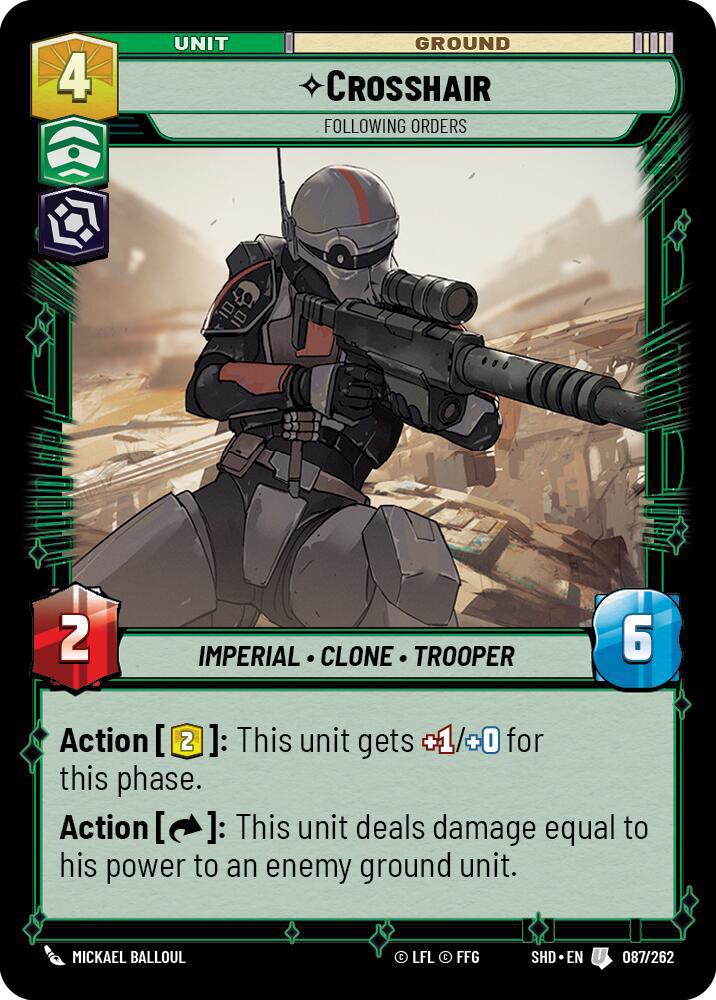 UNIT GROUND
4
✧CROSSHAIR
FOLLOWING ORDERS
2 6
IMPERIAL • CLONE • TROOPER
Action [2]: This unit gets +1/+0 for
this phase.
Action [↷]: This unit deals damage equal to
his power to an enemy ground unit.
MICKAEL BALLOUL © LFL © FFG SHD • EN U 087/262